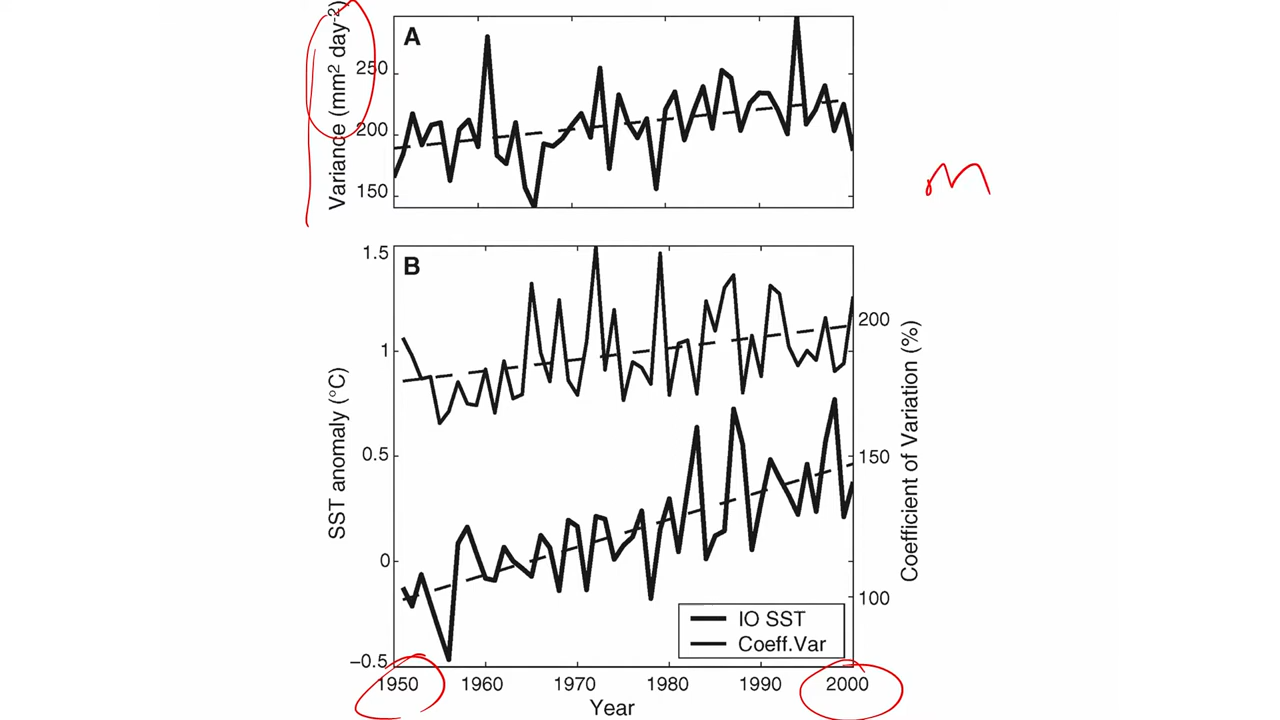 A
Variance (mm² day⁻²)
250
200
150
B
1.5
1
0.5
0
−0.5
SST anomaly (°C)
200
150
100
Coefficient of Variation (%)
IO SST
Coeff.Var
1950 1960 1970 1980 1990 2000
Year